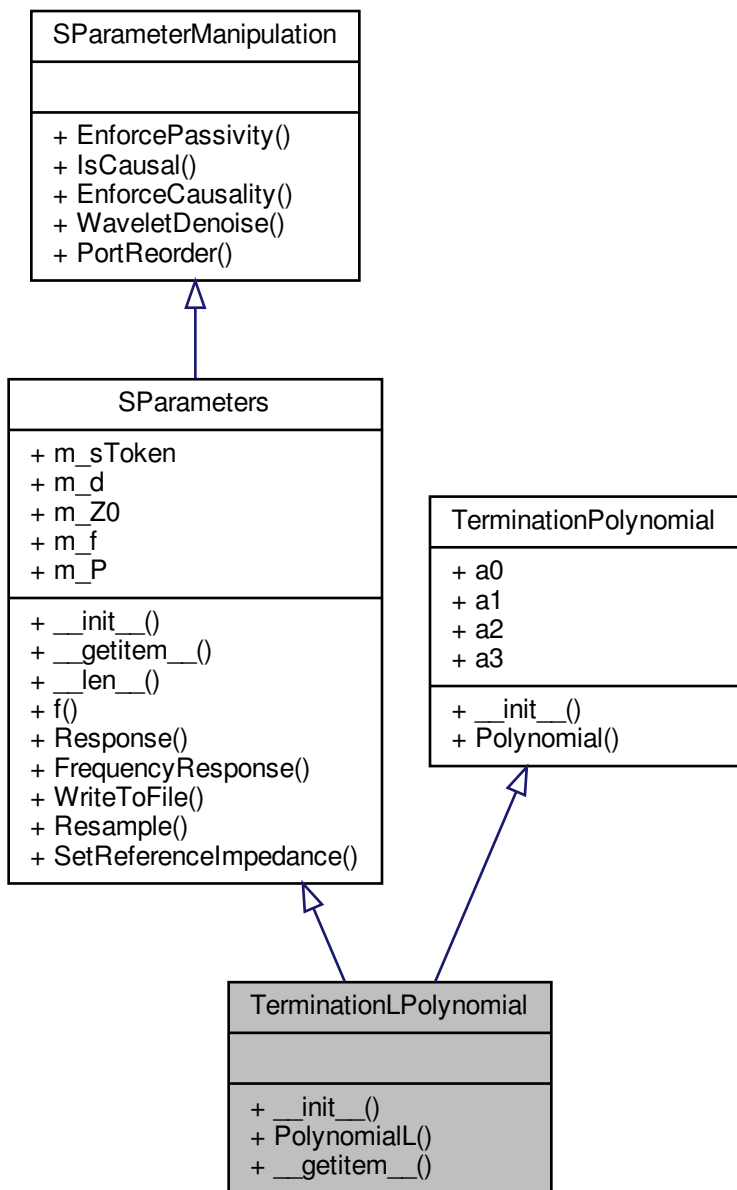 SParameterManipulation
+ EnforcePassivity()
+ IsCausal()
+ EnforceCausality()
+ WaveletDenoise()
+ PortReorder()
SParameters
+ m_sToken
+ m_d
+ m_Z0
+ m_f
+ m_P
+ __init__()
+ __getitem__()
+ __len__()
+ f()
+ Response()
+ FrequencyResponse()
+ WriteToFile()
+ Resample()
+ SetReferenceImpedance()
TerminationPolynomial
+ a0
+ a1
+ a2
+ a3
+ __init__()
+ Polynomial()
TerminationLPolynomial
+ __init__()
+ PolynomialL()
+ __getitem__()